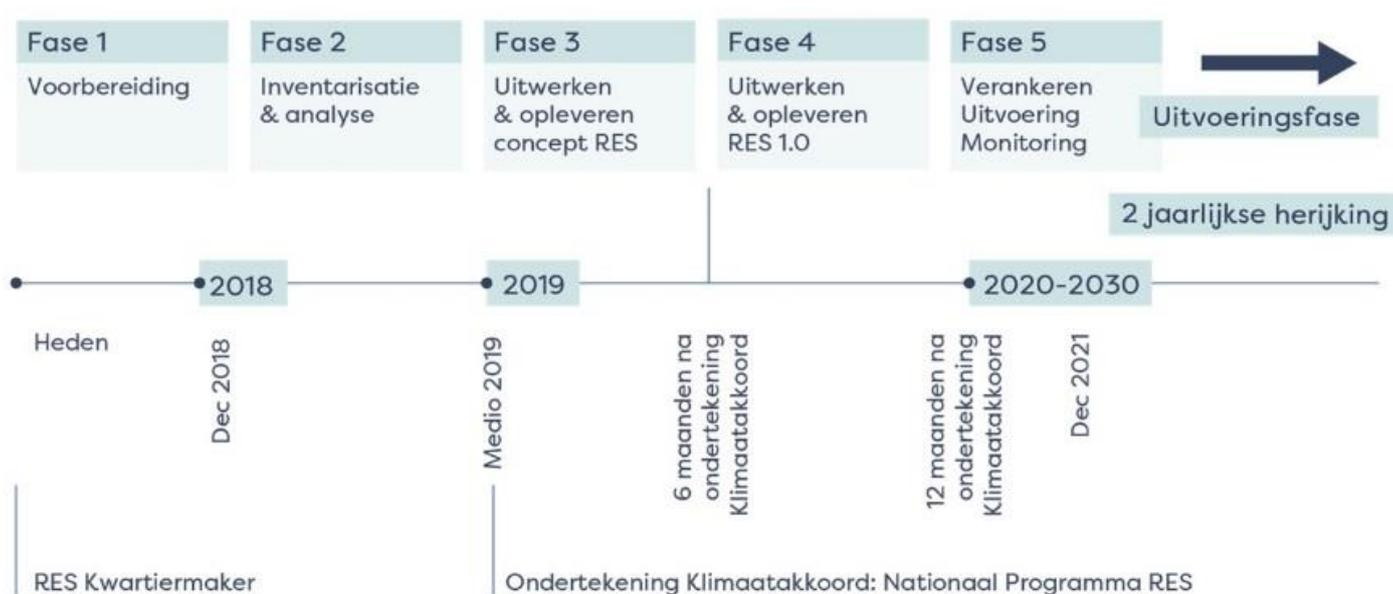 Fase 1
Voorbereiding
Fase 2
Inventarisatie
& analyse
Fase 3
Uitwerken
& opleveren
concept RES
Fase 4
Uitwerken
& opleveren
RES 1.0
Fase 5
Verankeren
Uitvoering
Monitoring
Uitvoeringsfase
2 jaarlijkse herijking
2018
2019
2020-2030
Heden
Dec 2018
Medio 2019
6 maanden na
ondertekening
Klimaatakkoord
12 maanden na
ondertekening
Klimaatakkoord
Dec 2021
RES Kwartiermaker
Ondertekening Klimaatakkoord: Nationaal Programma RES